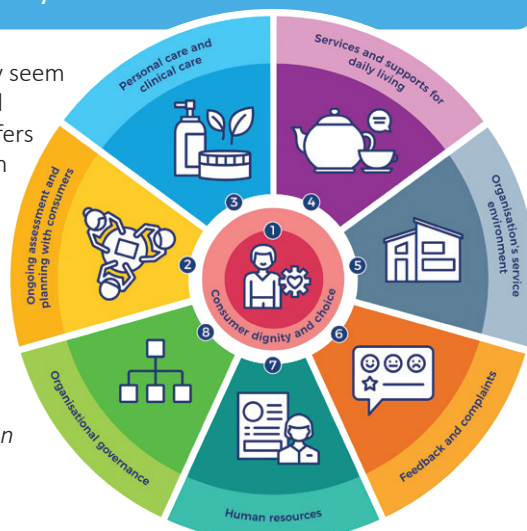 seem
Personal care and
clinical care
3
Services and supports for
daily living
4
Organisation's service
environment
5
Ongoing assessment and
planning with consumers
2
1
Consumer dignity and choice
6
Feedback and complaints
8
Organisational governance
7
Human resources